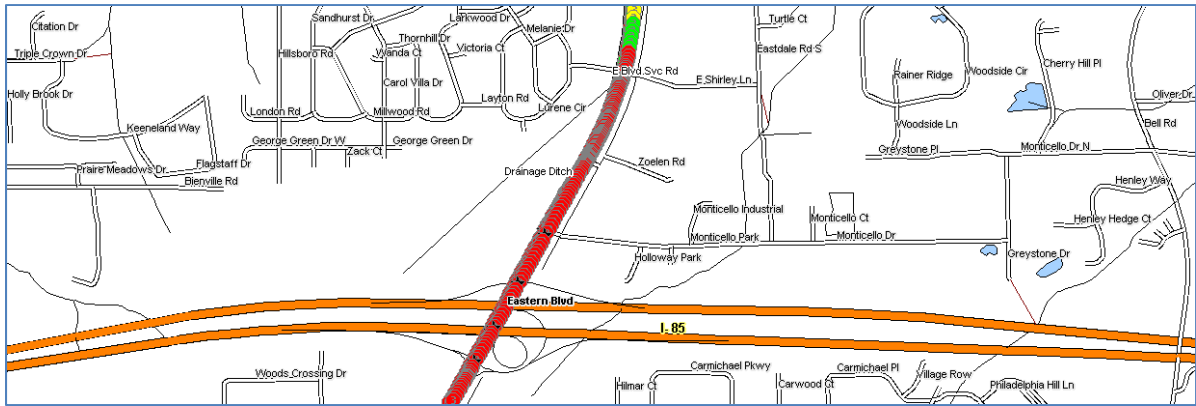 Sandhurst Dr
Larkwood Dr
Turtle Ct
Citation Dr
Melanie Dr
Thornhill Dr
Triple Crown Dr
Hillsboro Rd
Wanda Ct
Victoria Ct
Eastdale Rd S
Cherry Hill Pl
E Blvd Svc Rd
E Shirley Ln
Rainer Ridge
Woodside Cir
Holly Brook Dr
Carol Villa Dr
Layton Rd
Lurene Cir
Oliver Dr
London Rd
Millwood Rd
Keeneland Way
Woodside Ln
Bell Rd
George Green Dr W
George Green Dr
Zack Ct
Greystone Pl
Monticello Dr N
Prairie Meadows Dr
Flagstaff Dr
Zoelen Rd
Drainage Ditch
Bienville Rd
Henley Way
Monticello Industrial
Monticello Ct
Henley Hedge Ct
Monticello Park
Monticello Dr
Holloway Park
Greystone Dr
Eastern Blvd
I- 85
Woods Crossing Dr
Hilmar Ct
Carmichael Pkwy
Carwood Ct
Carmichael Pl
Village Row
Philadelphia Hill Ln